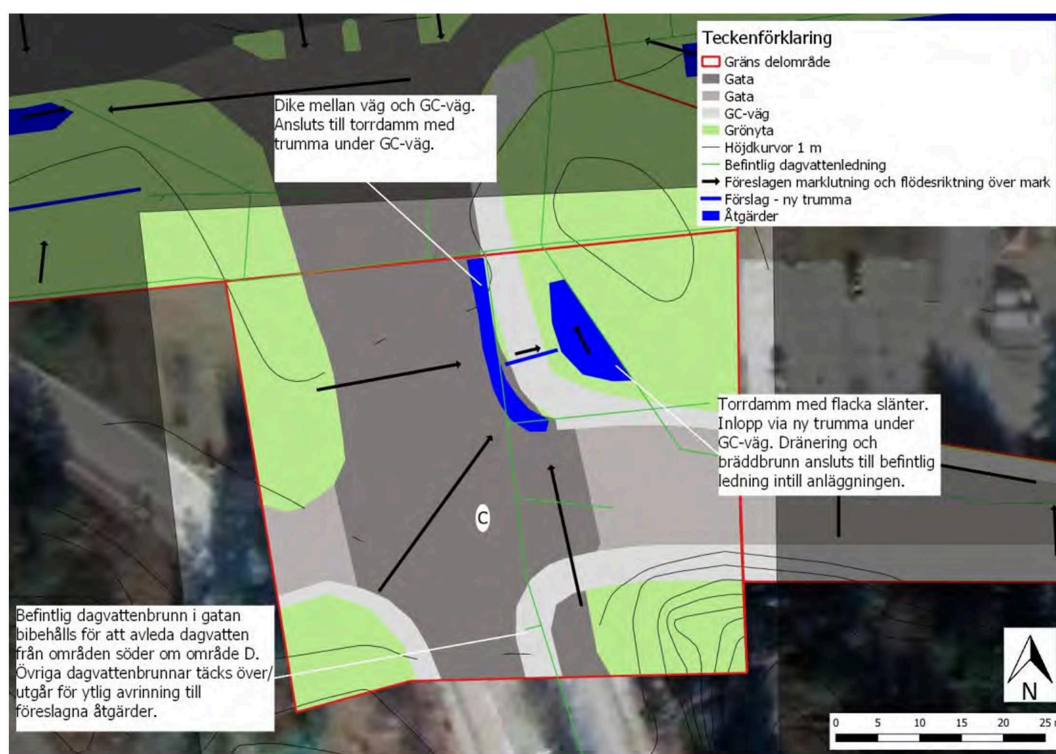 Teckenförklaring
Gräns delområde
Gata
Gata
GC-väg
Grönyta
Höjdkurvor 1 m
Befintlig dagvattenledning
Föreslagen marklutning och flödesriktning över mark
Förslag - ny trumma
Åtgärder
Dike mellan väg och GC-väg.
Ansluts till torrdamm med
trumma under GC-väg.
Torrdamm med flacka slänter.
Inlopp via ny trumma under
GC-väg. Dränering och
bräddbrunn ansluts till befintlig
ledning intill anläggningen.
C
Befintlig dagvattenbrunn i gatan
bibehålls för att avleda dagvatten
från områden söder om område D.
Övriga dagvattenbrunnar täcks över/
utgår för ytlig avrinning till
föreslagna åtgärder.
N
0 5 10 15 20 25